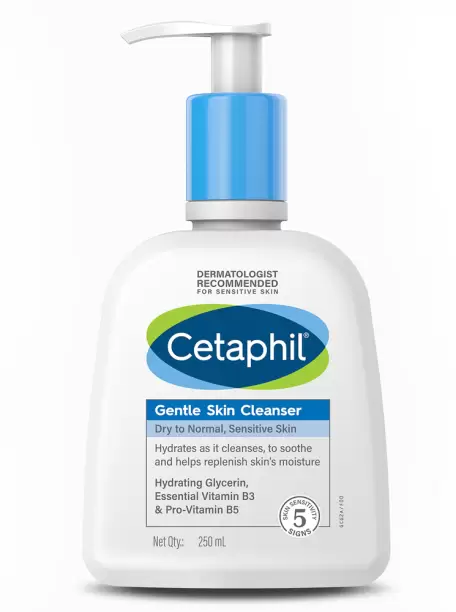 DERMATOLOGIST
RECOMMENDED
FOR SENSITIVE SKIN
Cetaphil®
Gentle Skin Cleanser
Dry to Normal, Sensitive Skin
Hydrates as it cleanses, to soothe
and helps replenish skin's moisture
Hydrating Glycerin,
Essential Vitamin B3
& Pro-Vitamin B5
SKIN SENSITIVITY
5
SIGNS
Net Qty.: 250 mL